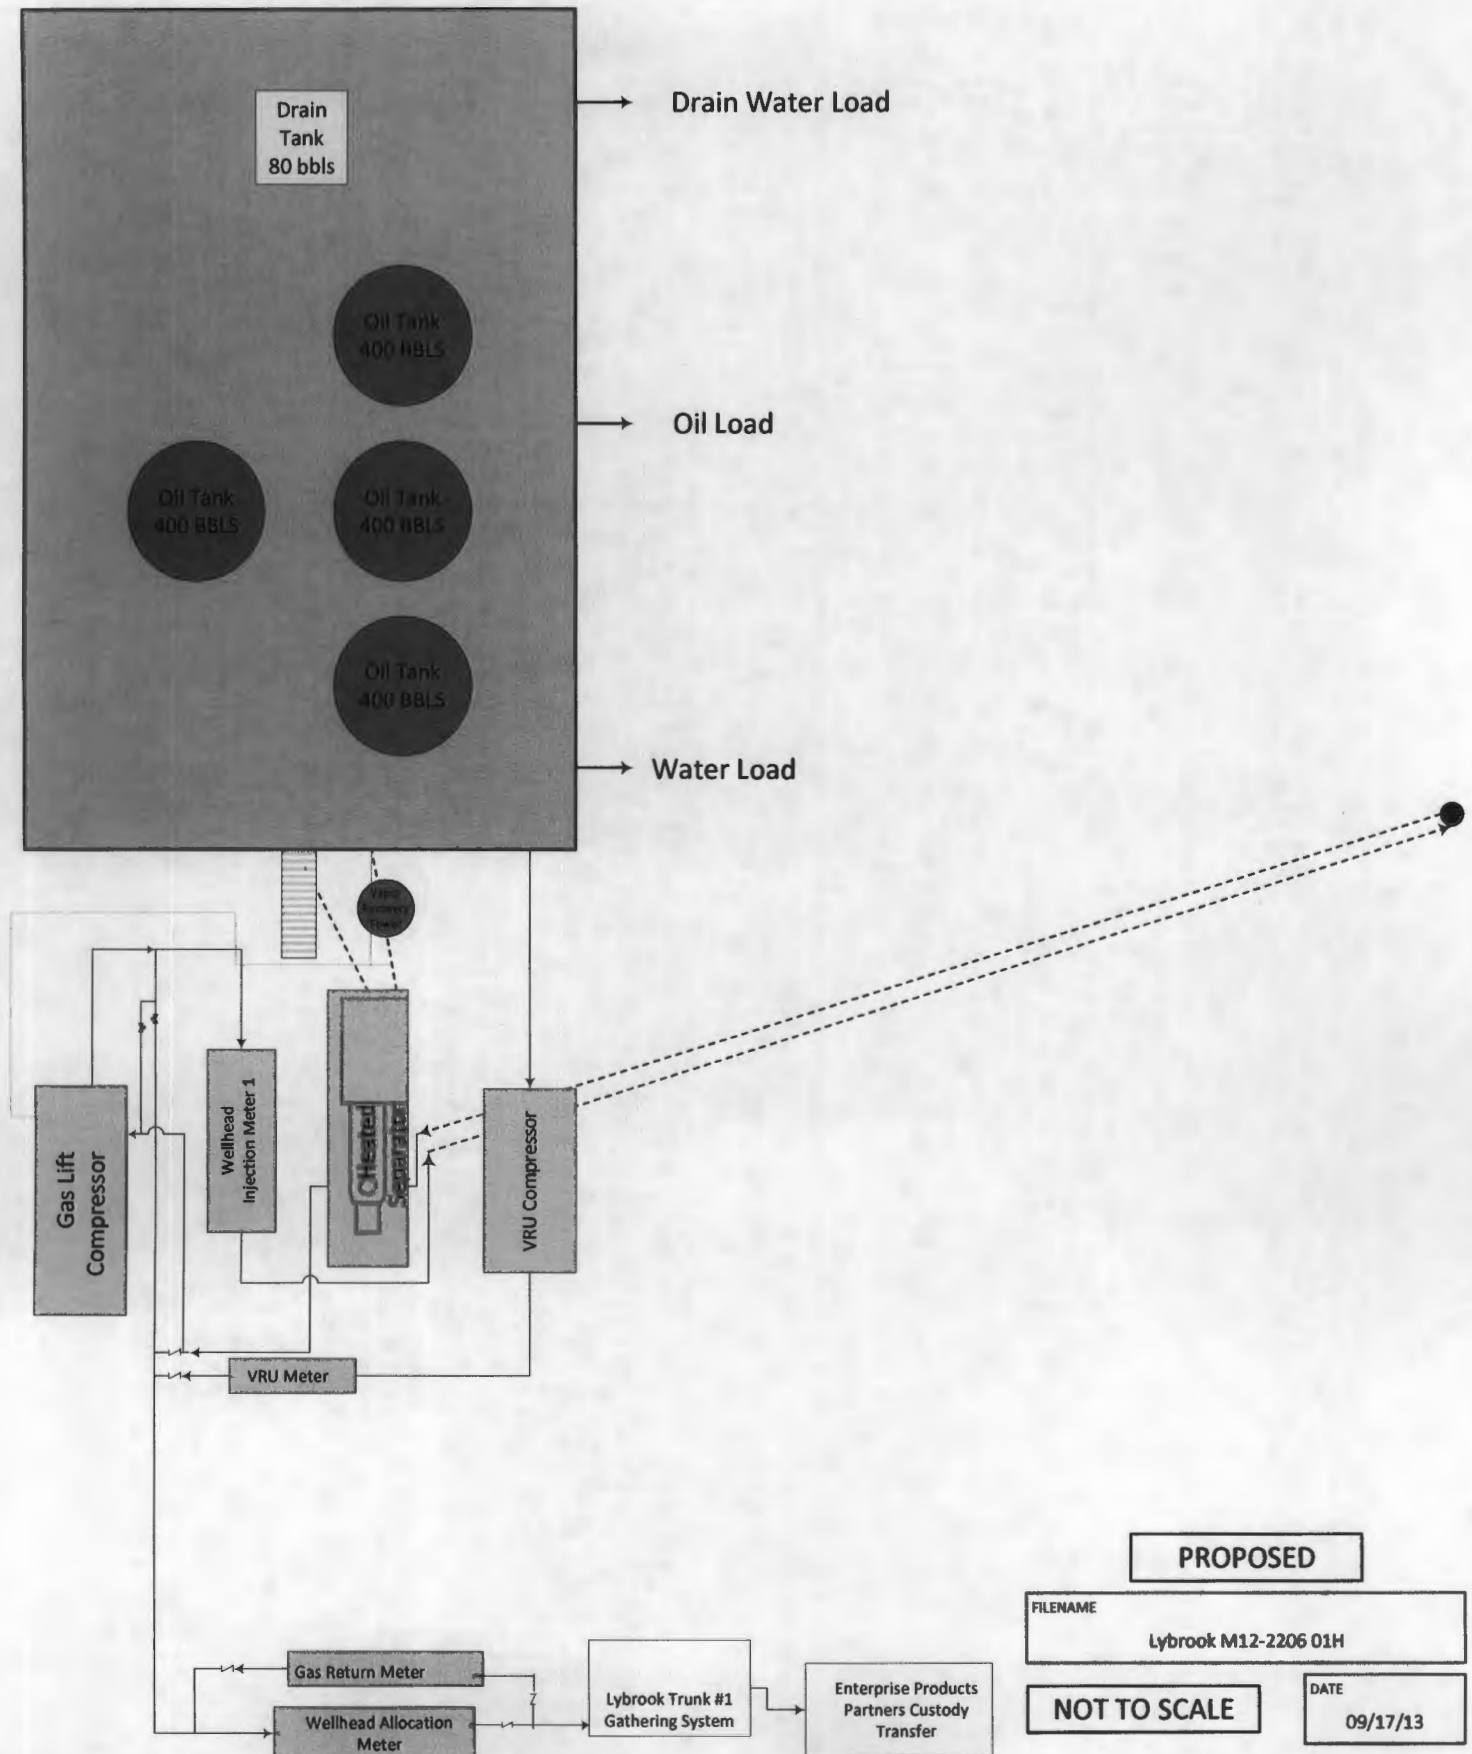 Drain
Tank
80 bbls
Drain Water Load
Oil Tank
400 BBLS
Oil Load
Oil Tank
400 BBLS
Oil Tank
400 BBLS
Oil Tank
400 BBLS
Water Load
Vapor
Recovery
Tower
Gas Lift
Compressor
Wellhead
Injection Meter 1
Heated
Separator
VRU Compressor
VRU Meter
PROPOSED
FILENAME
Lybrook M12-2206 01H
NOT TO SCALE
DATE
09/17/13
Gas Return Meter
Wellhead Allocation
Meter
Lybrook Trunk #1
Gathering System
Enterprise Products
Partners Custody
Transfer